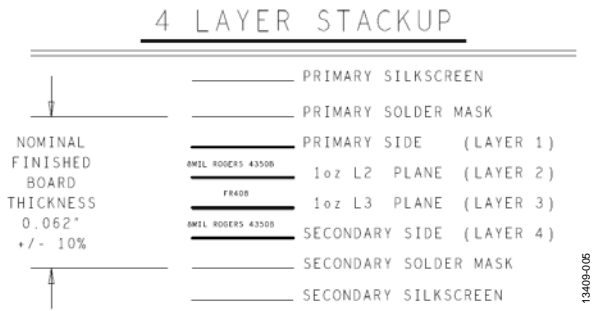 4 LAYER STACKUP
PRIMARY SILKSCREEN
PRIMARY SOLDER MASK
NOMINAL
FINISHED
BOARD
THICKNESS
0.062"
+/- 10%
PRIMARY SIDE (LAYER 1)
8MIL ROGERS 4350B
1oz L2 PLANE (LAYER 2)
FR408
1oz L3 PLANE (LAYER 3)
8MIL ROGERS 4350B
SECONDARY SIDE (LAYER 4)
SECONDARY SOLDER MASK
SECONDARY SILKSCREEN
13409-005